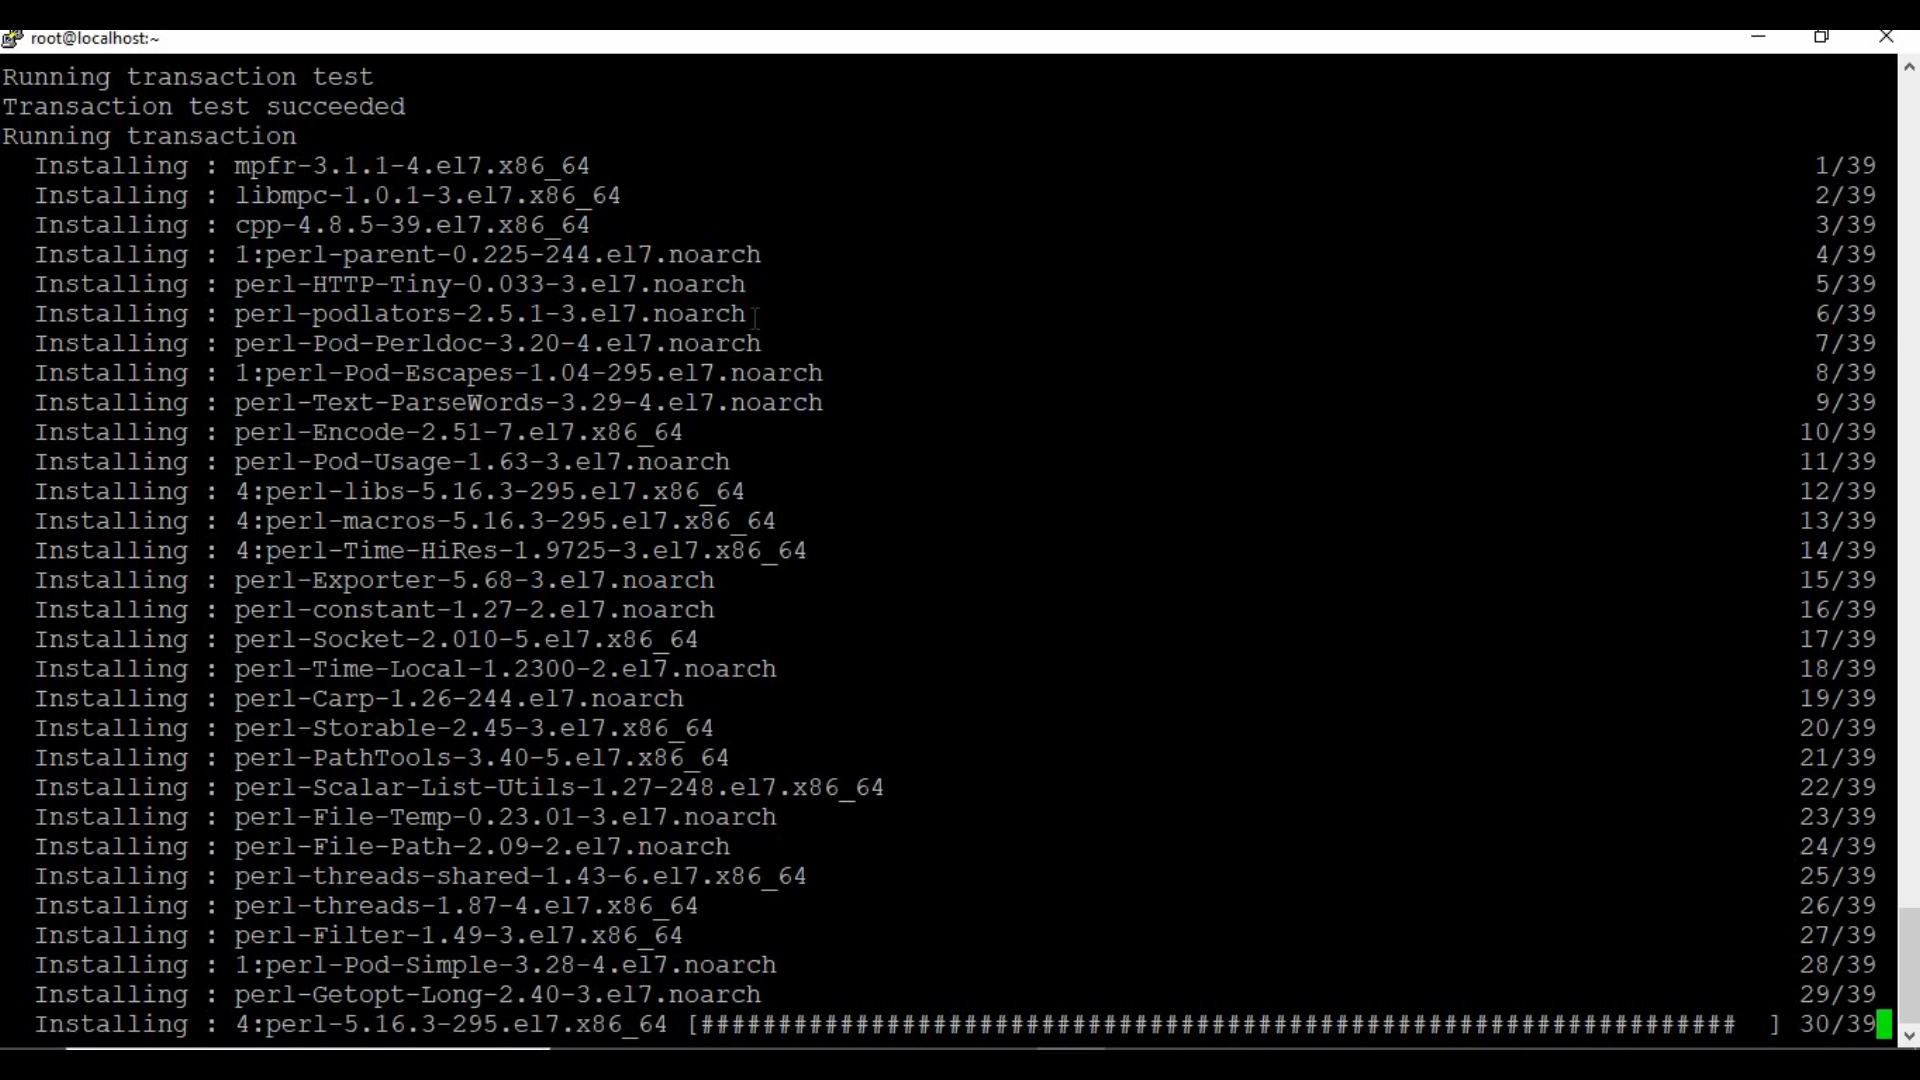 root@localhost:~
Running transaction test
Transaction test succeeded
Running transaction
  Installing : mpfr-3.1.1-4.el7.x86_64 1/39
  Installing : libmpc-1.0.1-3.el7.x86_64 2/39
  Installing : cpp-4.8.5-39.el7.x86_64 3/39
  Installing : 1:perl-parent-0.225-244.el7.noarch 4/39
  Installing : perl-HTTP-Tiny-0.033-3.el7.noarch 5/39
  Installing : perl-podlators-2.5.1-3.el7.noarch 6/39
  Installing : perl-Pod-Perldoc-3.20-4.el7.noarch 7/39
  Installing : 1:perl-Pod-Escapes-1.04-295.el7.noarch 8/39
  Installing : perl-Text-ParseWords-3.29-4.el7.noarch 9/39
  Installing : perl-Encode-2.51-7.el7.x86_64 10/39
  Installing : perl-Pod-Usage-1.63-3.el7.noarch 11/39
  Installing : 4:perl-libs-5.16.3-295.el7.x86_64 12/39
  Installing : 4:perl-macros-5.16.3-295.el7.x86_64 13/39
  Installing : 4:perl-Time-HiRes-1.9725-3.el7.x86_64 14/39
  Installing : perl-Exporter-5.68-3.el7.noarch 15/39
  Installing : perl-constant-1.27-2.el7.noarch 16/39
  Installing : perl-Socket-2.010-5.el7.x86_64 17/39
  Installing : perl-Time-Local-1.2300-2.el7.noarch 18/39
  Installing : perl-Carp-1.26-244.el7.noarch 19/39
  Installing : perl-Storable-2.45-3.el7.x86_64 20/39
  Installing : perl-PathTools-3.40-5.el7.x86_64 21/39
  Installing : perl-Scalar-List-Utils-1.27-248.el7.x86_64 22/39
  Installing : perl-File-Temp-0.23.01-3.el7.noarch 23/39
  Installing : perl-File-Path-2.09-2.el7.noarch 24/39
  Installing : perl-threads-shared-1.43-6.el7.x86_64 25/39
  Installing : perl-threads-1.87-4.el7.x86_64 26/39
  Installing : perl-Filter-1.49-3.el7.x86_64 27/39
  Installing : 1:perl-Pod-Simple-3.28-4.el7.noarch 28/39
  Installing : perl-Getopt-Long-2.40-3.el7.noarch 29/39
  Installing : 4:perl-5.16.3-295.el7.x86_64 [###################################################################  ] 30/39